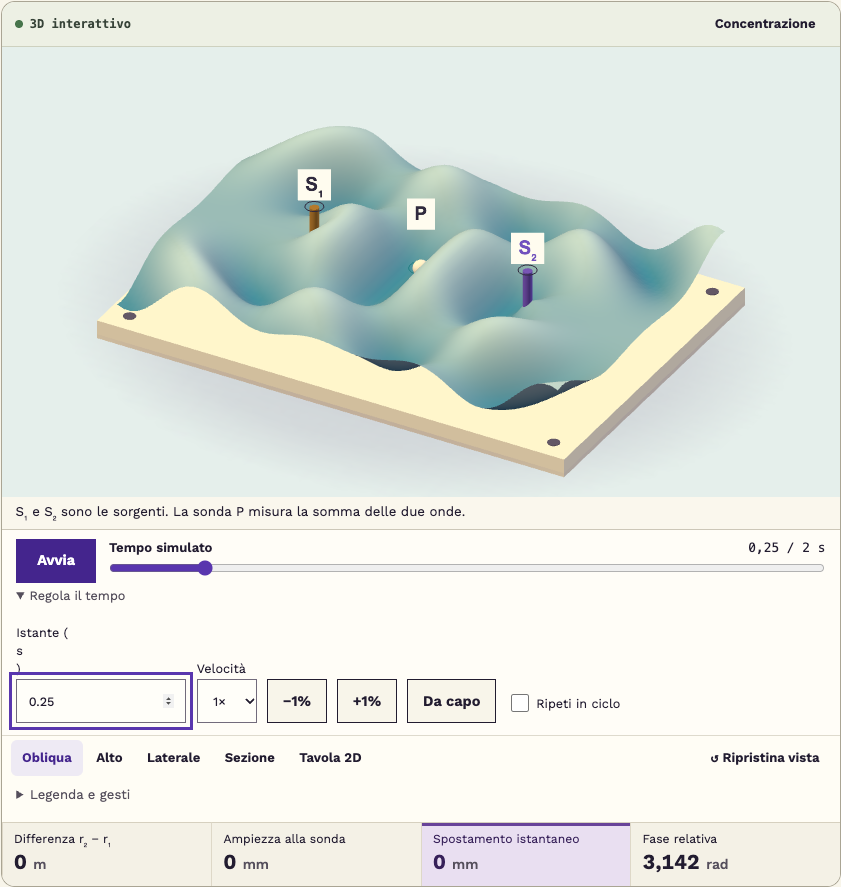 3D interattivo
Concentrazione
S₁
P
S₂
S₁ e S₂ sono le sorgenti. La sonda P misura la somma delle due onde.
Avvia
Tempo simulato
0,25 / 2 s
▼ Regola il tempo
Istante (
s
)
Velocità
0.25
1×
−1%
+1%
Da capo
Ripeti in ciclo
Obliqua
Alto
Laterale
Sezione
Tavola 2D
↺ Ripristina vista
▶ Legenda e gesti
Differenza r₂ − r₁
0 m
Ampiezza alla sonda
0 mm
Spostamento istantaneo
0 mm
Fase relativa
3,142 rad